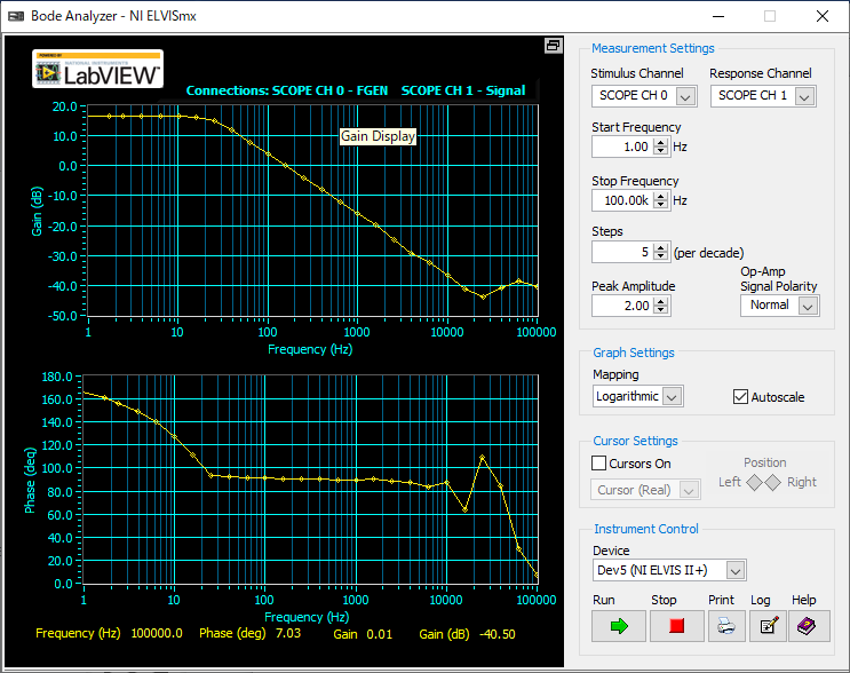 Bode Analyzer - NI ELVISmx
POWERED BY
NATIONAL INSTRUMENTS
LabVIEW™
Connections: SCOPE CH 0 - FGEN SCOPE CH 1 - Signal
Gain Display
20.0
10.0
0.0
-10.0
-20.0
-30.0
-40.0
-50.0
Gain (dB)
1 10 100 1000 10000 100000
Frequency (Hz)
180.0
160.0
140.0
120.0
100.0
80.0
60.0
40.0
20.0
0.0
Phase (deg)
1 10 100 1000 10000 100000
Frequency (Hz)
Frequency (Hz) 100000.0 Phase (deg) 7.03 Gain 0.01 Gain (dB) -40.50
Measurement Settings
Stimulus Channel Response Channel
SCOPE CH 0 SCOPE CH 1
Start Frequency
1.00 Hz
Stop Frequency
100.00k Hz
Steps
5 (per decade)
Peak Amplitude
2.00
Op-Amp
Signal Polarity
Normal
Graph Settings
Mapping
Logarithmic Autoscale
Cursor Settings
Cursors On Position
Cursor (Real) Left Right
Instrument Control
Device
Dev5 (NI ELVIS II+)
Run Stop Print Log Help